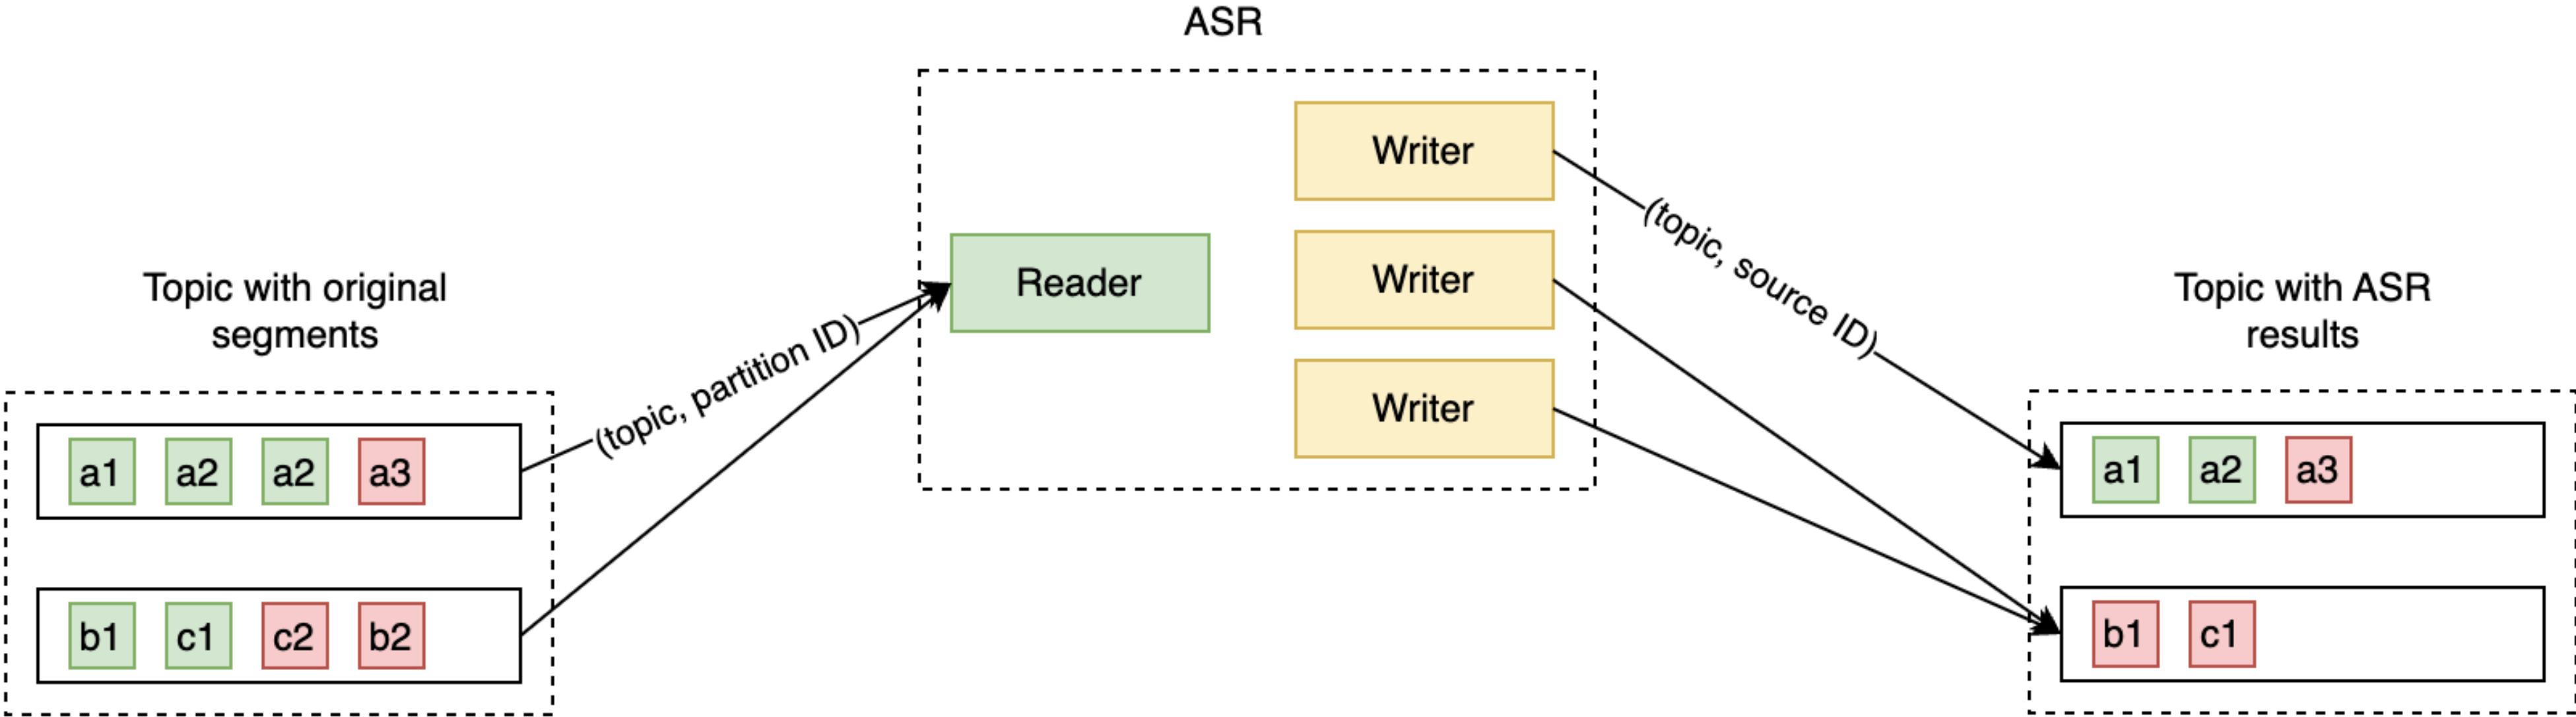 ASR
Writer
Writer
Writer
Reader
(topic, partition ID)
(topic, source ID)
Topic with original
segments
a1 a2 a2 a3
b1 c1 c2 b2
Topic with ASR
results
a1 a2 a3
b1 c1